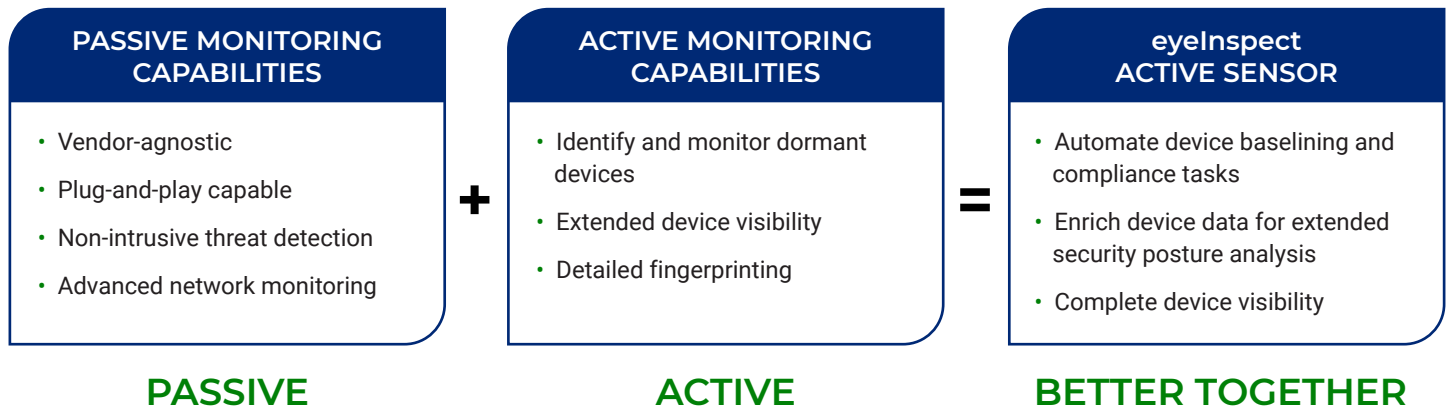 PASSIVE MONITORING
CAPABILITIES
• Vendor-agnostic
• Plug-and-play capable
• Non-intrusive threat detection
• Advanced network monitoring
PASSIVE
+
ACTIVE MONITORING
CAPABILITIES
• Identify and monitor dormant
devices
• Extended device visibility
• Detailed fingerprinting
ACTIVE
=
eyeInspect
ACTIVE SENSOR
• Automate device baselining and
compliance tasks
• Enrich device data for extended
security posture analysis
• Complete device visibility
BETTER TOGETHER